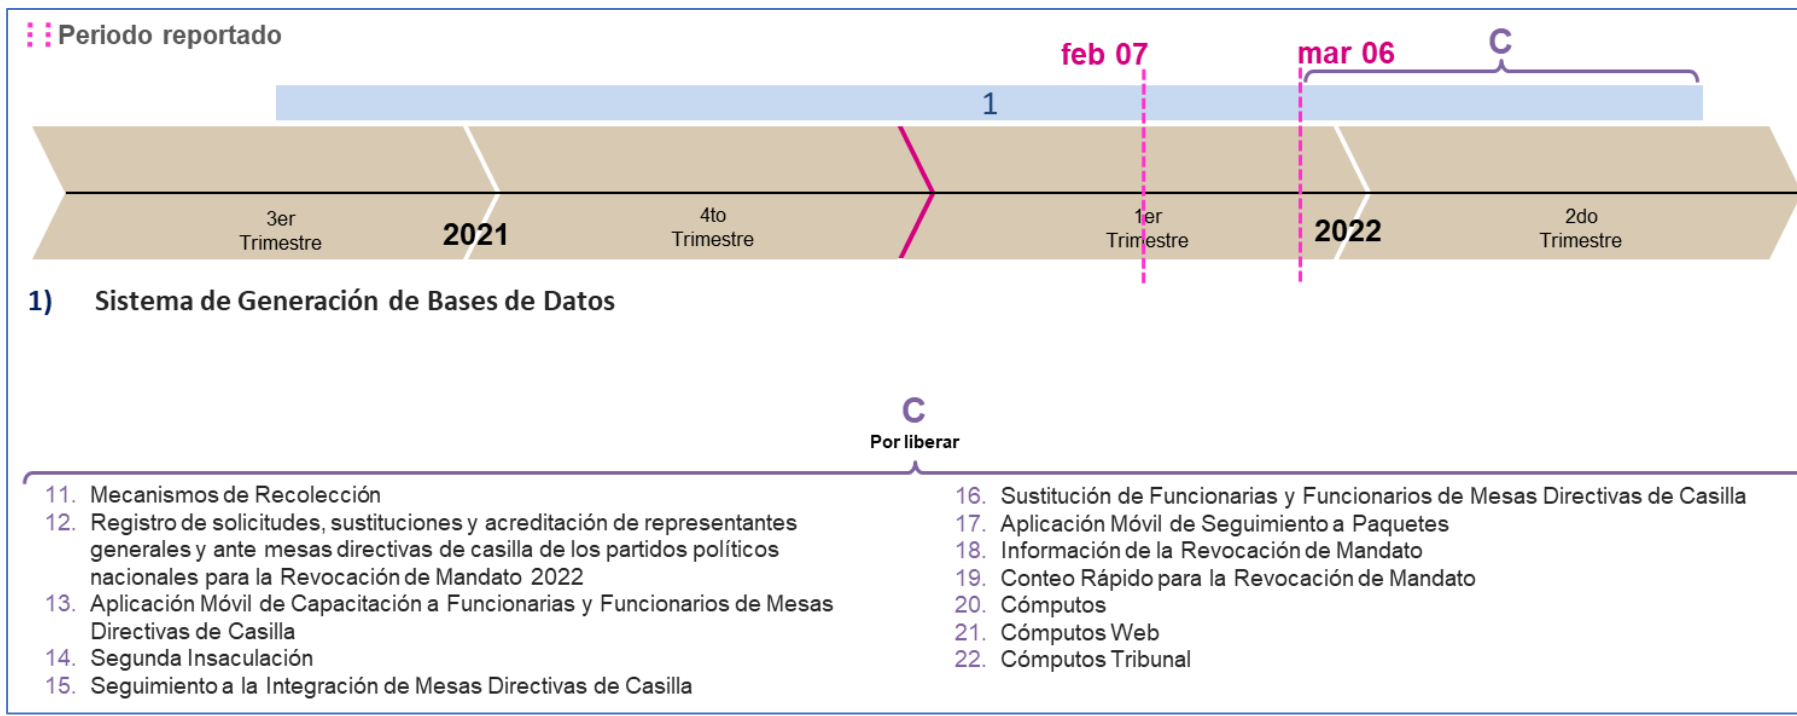 Periodo reportado
feb 07
mar 06
C
1
3er
Trimestre
2021
4to
Trimestre
1er
Trimestre
2022
2do
Trimestre
1) Sistema de Generación de Bases de Datos
C
Por liberar
11. Mecanismos de Recolección
12. Registro de solicitudes, sustituciones y acreditación de representantes
generales y ante mesas directivas de casilla de los partidos políticos
nacionales para la Revocación de Mandato 2022
13. Aplicación Móvil de Capacitación a Funcionarias y Funcionarios de Mesas
Directivas de Casilla
14. Segunda Insaculación
15. Seguimiento a la Integración de Mesas Directivas de Casilla
16. Sustitución de Funcionarias y Funcionarios de Mesas Directivas de Casilla
17. Aplicación Móvil de Seguimiento a Paquetes
18. Información de la Revocación de Mandato
19. Conteo Rápido para la Revocación de Mandato
20. Cómputos
21. Cómputos Web
22. Cómputos Tribunal